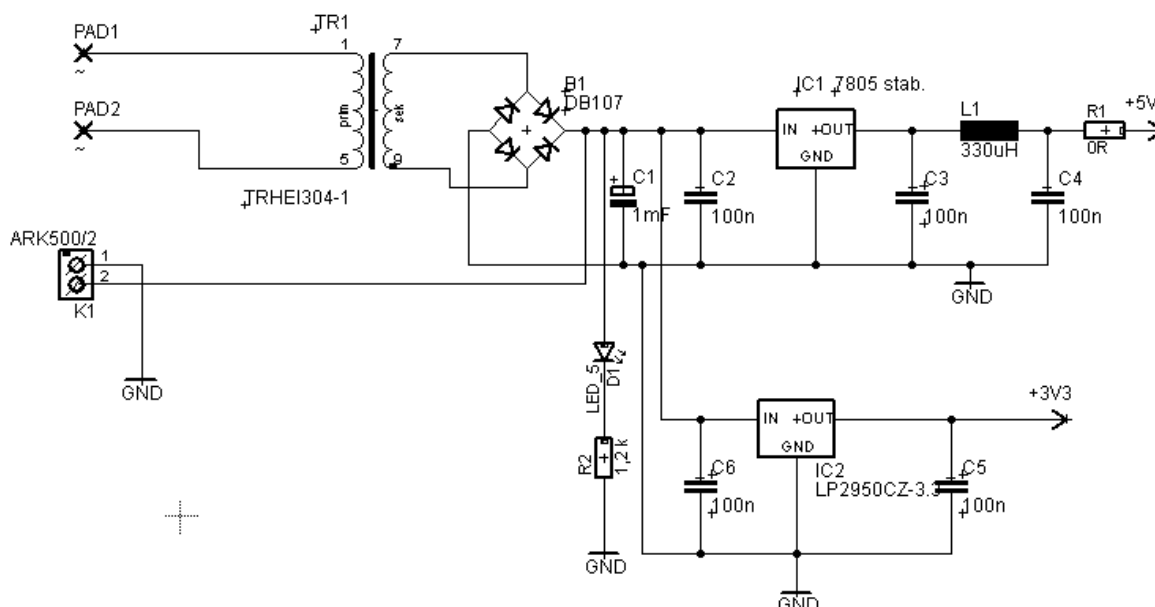 PAD1
~
PAD2
~
TR1
1
7
prim
sek
5
9
TRHEI304-1
B1
DB107
IC1 7805 stab.
IN
OUT
GND
L1
330uH
R1
0R
+5V
C1
1mF
C2
100n
C3
100n
C4
100n
GND
ARK500/2
1
2
K1
GND
LED_5
D1
R2
1,2 k
GND
IN
OUT
GND
IC2
LP2950CZ-3.3
+3V3
C6
100n
C5
100n
GND